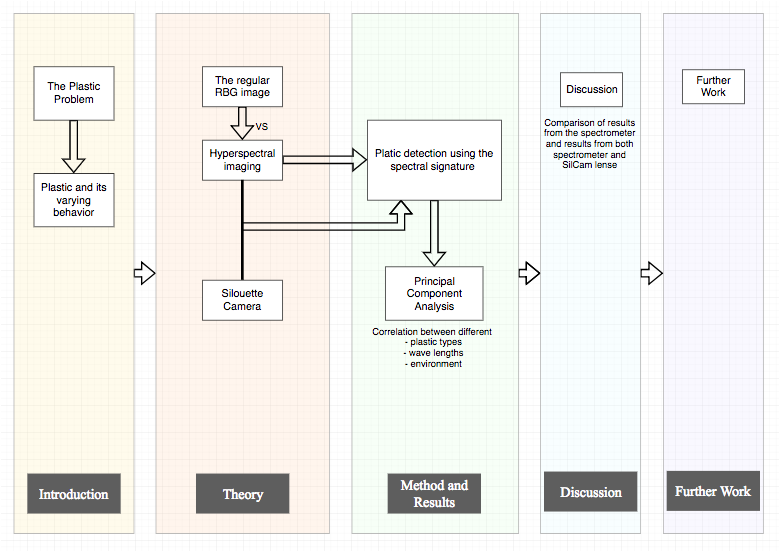 The Plastic
Problem
Plastic and its
varying
behavior
Introduction
The regular
RBG image
VS
Hyperspectral
imaging
Silouette
Camera
Theory
Platic detection using the
spectral signature
Principal
Component
Analysis
Correlation between different
- plastic types
- wave lengths
- environment
Method and
Results
Discussion
Comparison of results
from the spectrometer
and results from both
spectrometer and
SilCam lense
Discussion
Further
Work
Further Work